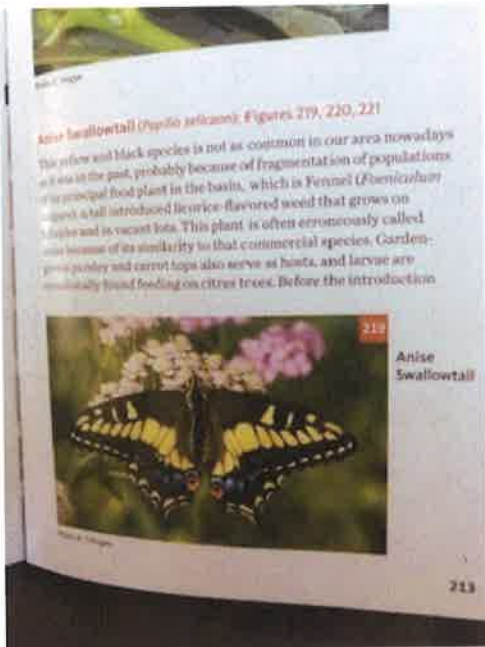 Anise Swallowtail (Papilio zelicaon); Figures 219, 220, 221
This yellow and black species is not as common in our area nowadays
as it was in the past, probably because of fragmentation of populations
of its principal food plant in the basin, which is Fennel (Foeniculum
a tall introduced licorice-flavored weed that grows on
and in vacant lots. This plant is often erroneously called
because of its similarity to that commercial species. Garden-
parsley and carrot tops also serve as hosts, and larvae are
found feeding on citrus trees. Before the introduction
219
Anise
Swallowtail
213